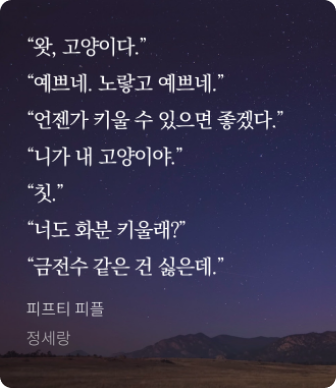 “왓, 고양이다.”
“예쁘네. 노랗고 예쁘네.”
“언젠가 키울 수 있으면 좋겠다.”
“니가 내 고양이야.”
“칫.”
“너도 화분 키울래?”
“금전수 같은 건 싫은데.”
피프티 피플
정세랑